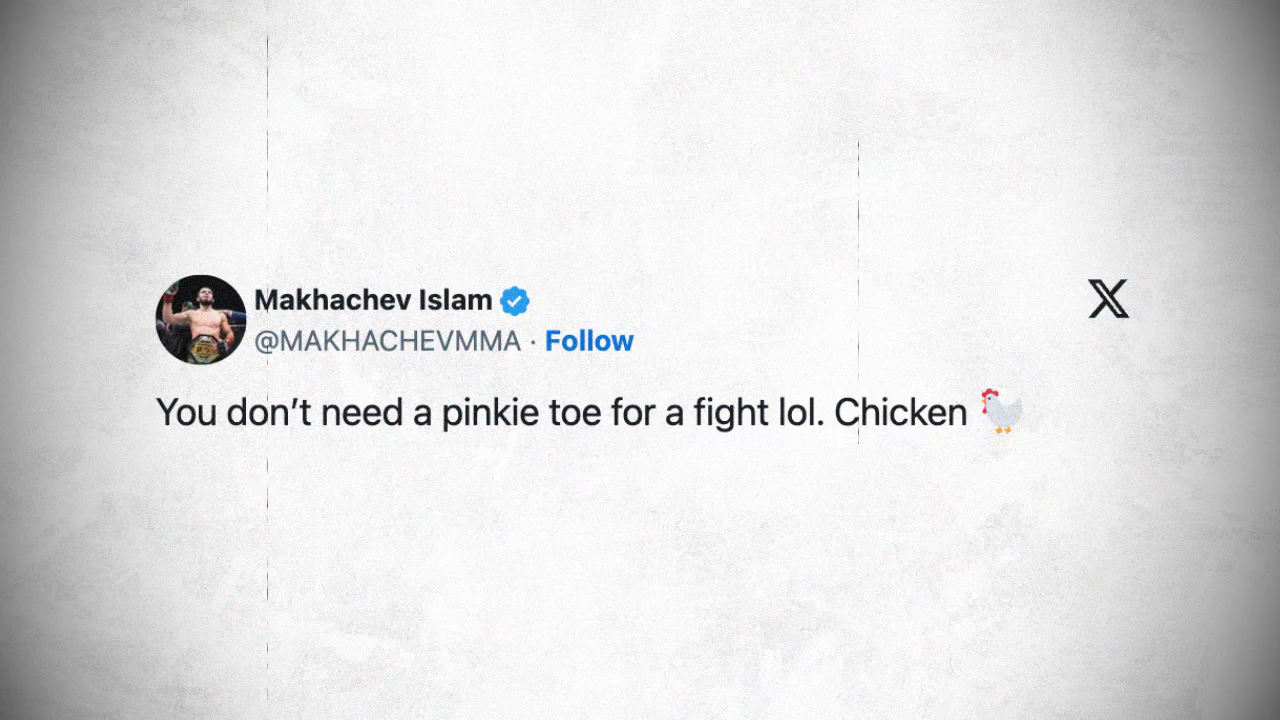 Makhachev Islam
@MAKHACHEVMMA · Follow
You don’t need a pinkie toe for a fight lol. Chicken 🐓